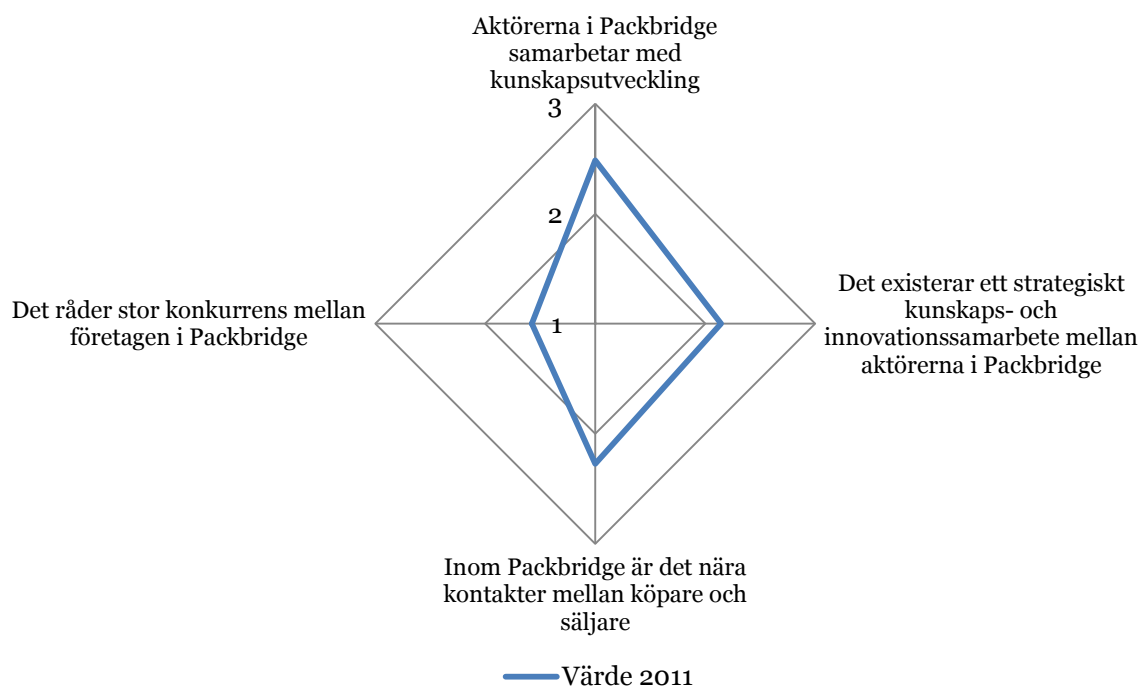 Aktörerna i Packbridge
samarbetar med
kunskapsutveckling
3
2
1
Det existerar ett strategiskt
kunskaps- och
innovationssamarbete mellan
aktörerna i Packbridge
Det råder stor konkurrens mellan
företagen i Packbridge
Inom Packbridge är det nära
kontakter mellan köpare och
säljare
Värde 2011